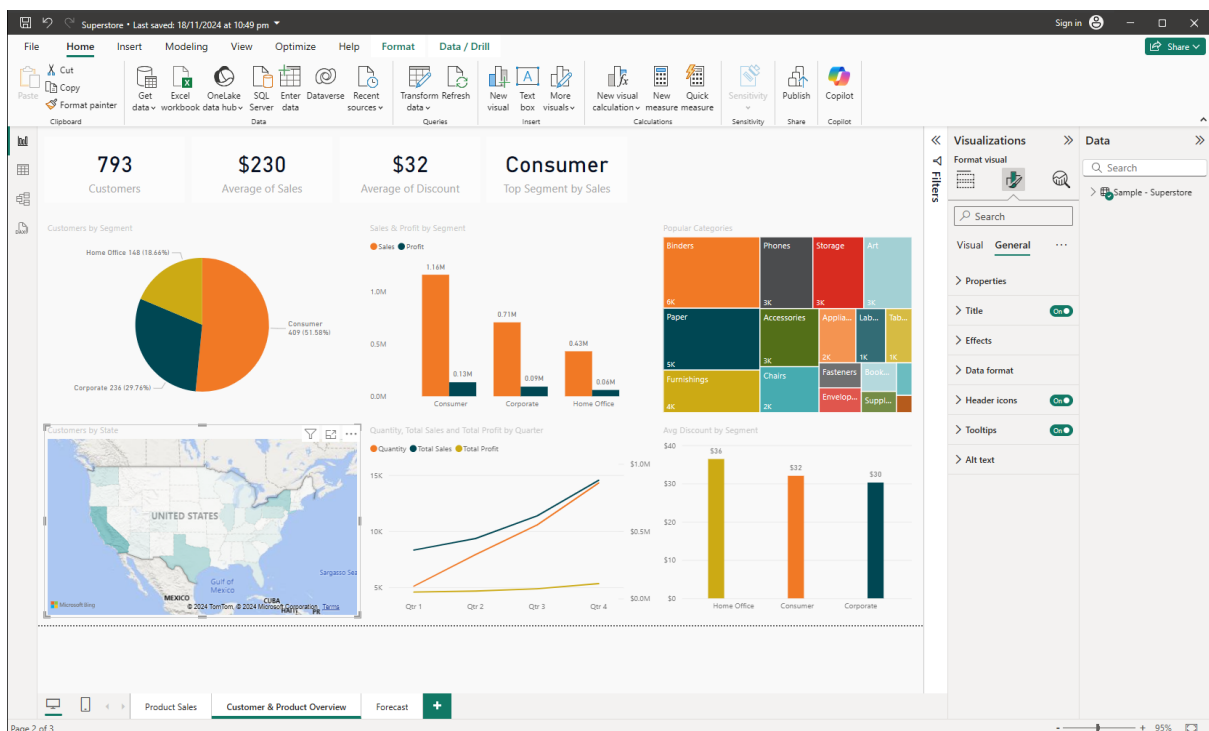 Superstore • Last saved: 18/11/2024 at 10:49 pm
Sign in
File Home Insert Modeling View Optimize Help Format Data / Drill
Share
Paste
Cut
Copy
Format painter
Clipboard
Get data
Excel workbook
OneLake data hub
SQL Server
Enter data
Dataverse
Recent sources
Data
Transform data
Refresh
Queries
New visual
Text box
More visuals
Insert
New visual calculation
New measure
Quick measure
Calculations
Sensitivity
Sensitivity
Publish
Share
Copilot
Copilot
793
Customers
$230
Average of Sales
$32
Average of Discount
Consumer
Top Segment by Sales
Customers by Segment
Home Office 148 (18.66%)
Consumer
409 (51.58%)
Corporate 236 (29.76%)
Sales & Profit by Segment
Sales Profit
1.16M
1.0M
0.71M
0.5M
0.43M
0.13M
0.09M
0.06M
0.0M
Consumer Corporate Home Office
Popular Categories
Binders
6K
Phones
3K
Storage
3K
Art
3K
Paper
5K
Accessories
3K
Applia...
2K
Lab...
1K
Tab...
1K
Furnishings
4K
Chairs
2K
Fasteners
Book...
Envelop...
Suppl...
Customers by State
UNITED STATES
Gulf of
Mexico
Sargasso Sea
MEXICO
CUBA
HAITI
PR
Microsoft Bing
© 2024 TomTom, © 2024 Microsoft Corporation Terms
Quantity, Total Sales and Total Profit by Quarter
Quantity Total Sales Total Profit
15K
10K
5K
$1.0M
$0.5M
$0.0M
Qtr 1 Qtr 2 Qtr 3 Qtr 4
Avg Discount by Segment
$40
$30
$20
$10
$0
$36
$32
$30
Home Office Consumer Corporate
Filters
Visualizations
Format visual
Search
Visual General
Properties
Title On
Effects
Data format
Header icons On
Tooltips On
Alt text
Data
Search
Sample - Superstore
Product Sales
Customer & Product Overview
Forecast
Page 2 of 3
95%